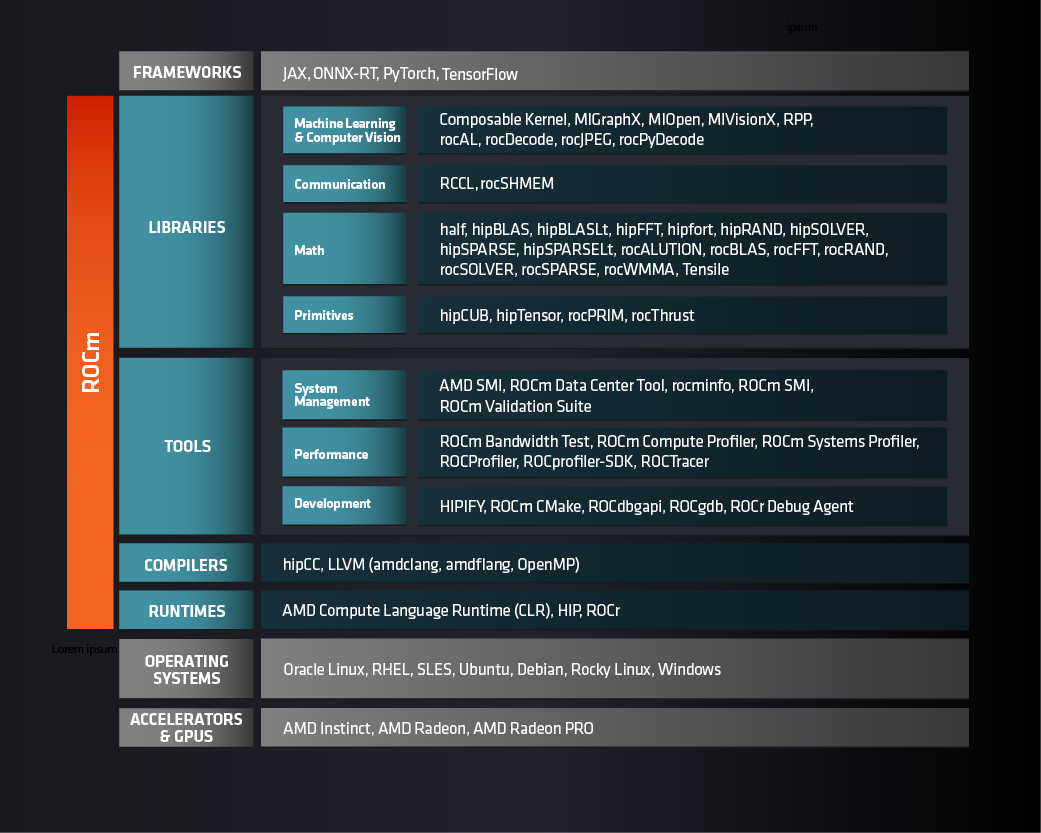 ipsum
FRAMEWORKS
JAX, ONNX-RT, PyTorch, TensorFlow
ROCm
LIBRARIES
Machine Learning
& Computer Vision
Composable Kernel, MIGraphX, MIOpen, MIVisionX, RPP,
rocAL, rocDecode, rocJPEG, rocPyDecode
Communication
RCCL, rocSHMEM
Math
half, hipBLAS, hipBLASLt, hipFFT, hipfort, hipRAND, hipSOLVER,
hipSPARSE, hipSPARSELt, rocALUTION, rocBLAS, rocFFT, rocRAND,
rocSOLVER, rocSPARSE, rocWMMA, Tensile
Primitives
hipCUB, hipTensor, rocPRIM, rocThrust
TOOLS
System
Management
AMD SMI, ROCm Data Center Tool, rocminfo, ROCm SMI,
ROCm Validation Suite
Performance
ROCm Bandwidth Test, ROCm Compute Profiler, ROCm Systems Profiler,
ROCProfiler, ROCprofiler-SDK, ROCTracer
Development
HIPIFY, ROCm CMake, ROCdbgapi, ROCgdb, ROCr Debug Agent
COMPILERS
hipCC, LLVM (amdclang, amdflang, OpenMP)
RUNTIMES
AMD Compute Language Runtime (CLR), HIP, ROCr
Lorem ipsum
OPERATING
SYSTEMS
Oracle Linux, RHEL, SLES, Ubuntu, Debian, Rocky Linux, Windows
ACCELERATORS
& GPUS
AMD Instinct, AMD Radeon, AMD Radeon PRO